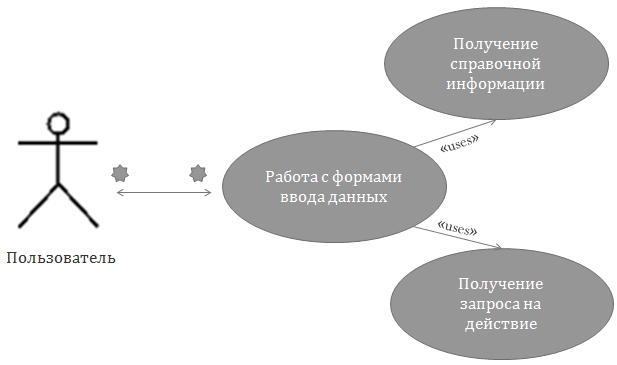 Получение
справочной
информации
«uses»
Работа с формами
ввода данных
«uses»
Пользователь
Получение
запроса на
действие